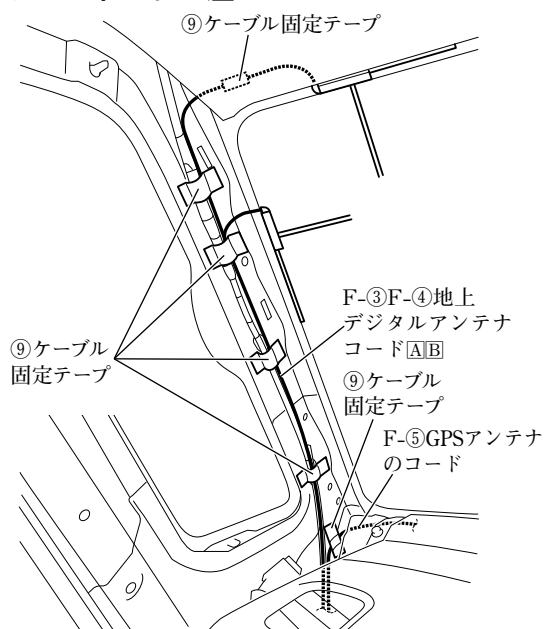 ⑨ケーブル固定テープ
F-③F-④地上
デジタルアンテナ
コードAB
⑨ケーブル
固定テープ
⑨ケーブル
固定テープ
F-⑤GPSアンテナ
のコード